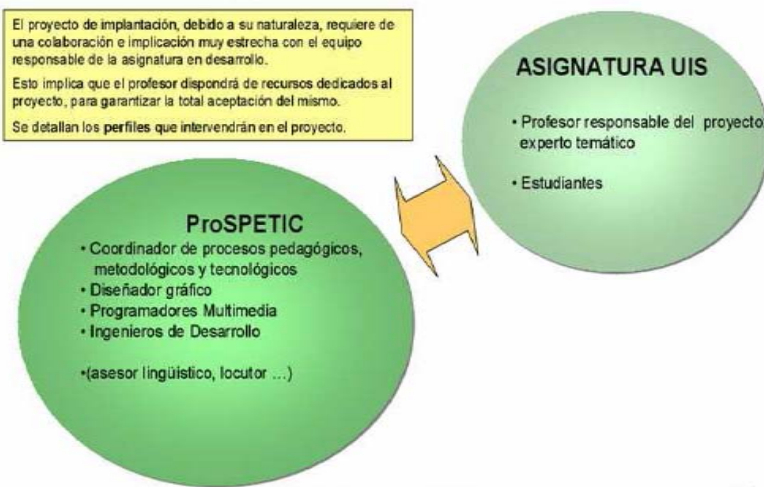 El proyecto de implantación, debido a su naturaleza, requiere de
una colaboración e implicación muy estrecha con el equipo
responsable de la asignatura en desarrollo.
Esto implica que el profesor dispondrá de recursos dedicados al
proyecto, para garantizar la total aceptación del mismo.
Se detallan los perfiles que intervendrán en el proyecto.
ASIGNATURA UIS
• Profesor responsable del proyecto:
experto temático
• Estudiantes
ProSPETIC
• Coordinador de procesos pedagógicos,
metodológicos y tecnológicos
• Diseñador gráfico
• Programadores Multimedia
• Ingenieros de Desarrollo
•(asesor lingüístico, locutor ...)